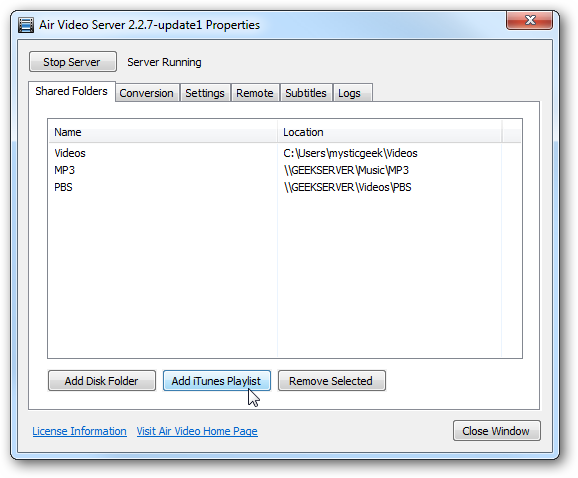 Air Video Server 2.2.7-update1 Properties
Stop Server Server Running
Shared Folders Conversion Settings Remote Subtitles Logs
Name Location
Videos C:\Users\mysticgeek\Videos
MP3 \\GEEKSERVER\Music\MP3
PBS \\GEEKSERVER\Videos\PBS
Add Disk Folder Add iTunes Playlist Remove Selected
License Information Visit Air Video Home Page Close Window